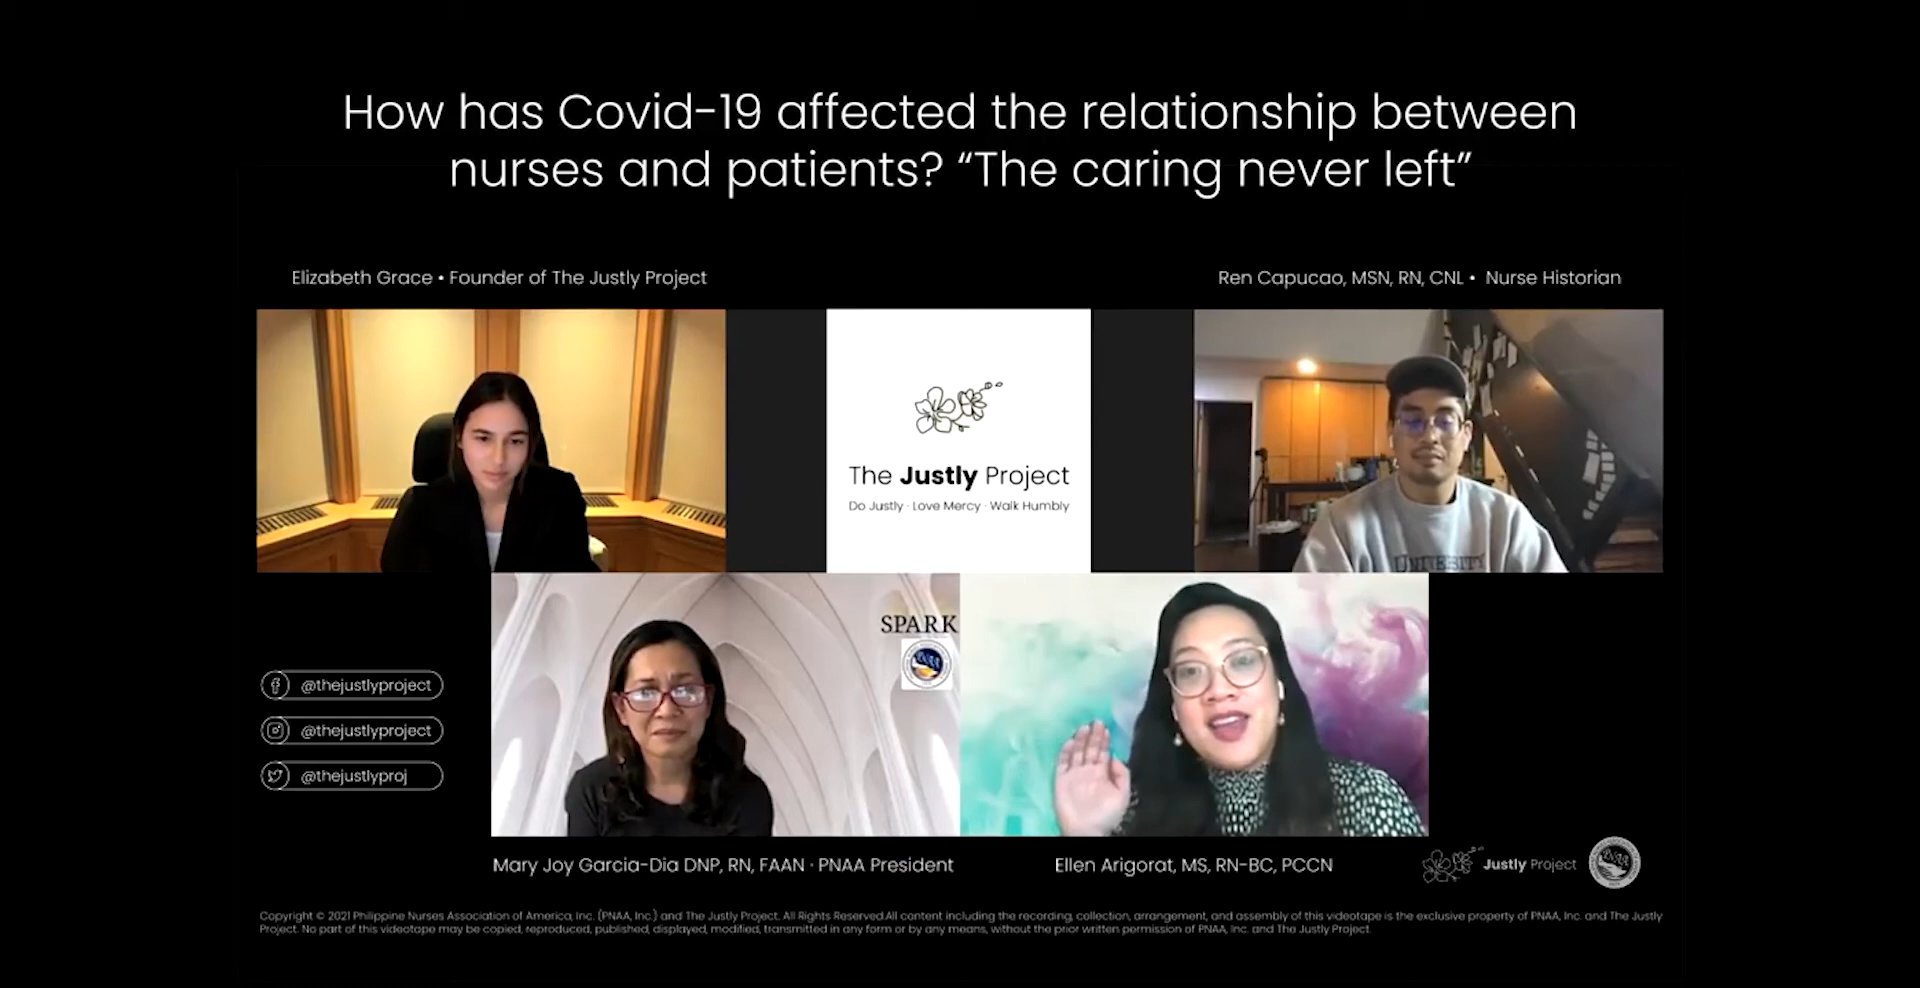 How has Covid-19 affected the relationship between
nurses and patients? “The caring never left”
Elizabeth Grace • Founder of The Justly Project
Ren Capucao, MSN, RN, CNL • Nurse Historian
The Justly Project
Do Justly · Love Mercy · Walk Humbly
UNIVERSITY
SPARK
PNAA
@thejustlyproject
@thejustlyproject
@thejustlyproj
Mary Joy Garcia-Dia DNP, RN, FAAN · PNAA President
Ellen Arigorat, MS, RN-BC, PCCN
Justly Project
PNAA
Copyright © 2021 Philippine Nurses Association of America, Inc. (PNAA, Inc.) and The Justly Project. All Rights Reserved.All content including the recording, collection, arrangement, and assembly of this videotape is the exclusive property of PNAA, Inc. and The Justly
Project. No part of this videotape may be copied, reproduced, published, displayed, modified, transmitted in any form or by any means, without the prior written permission of PNAA, Inc. and The Justly Project.